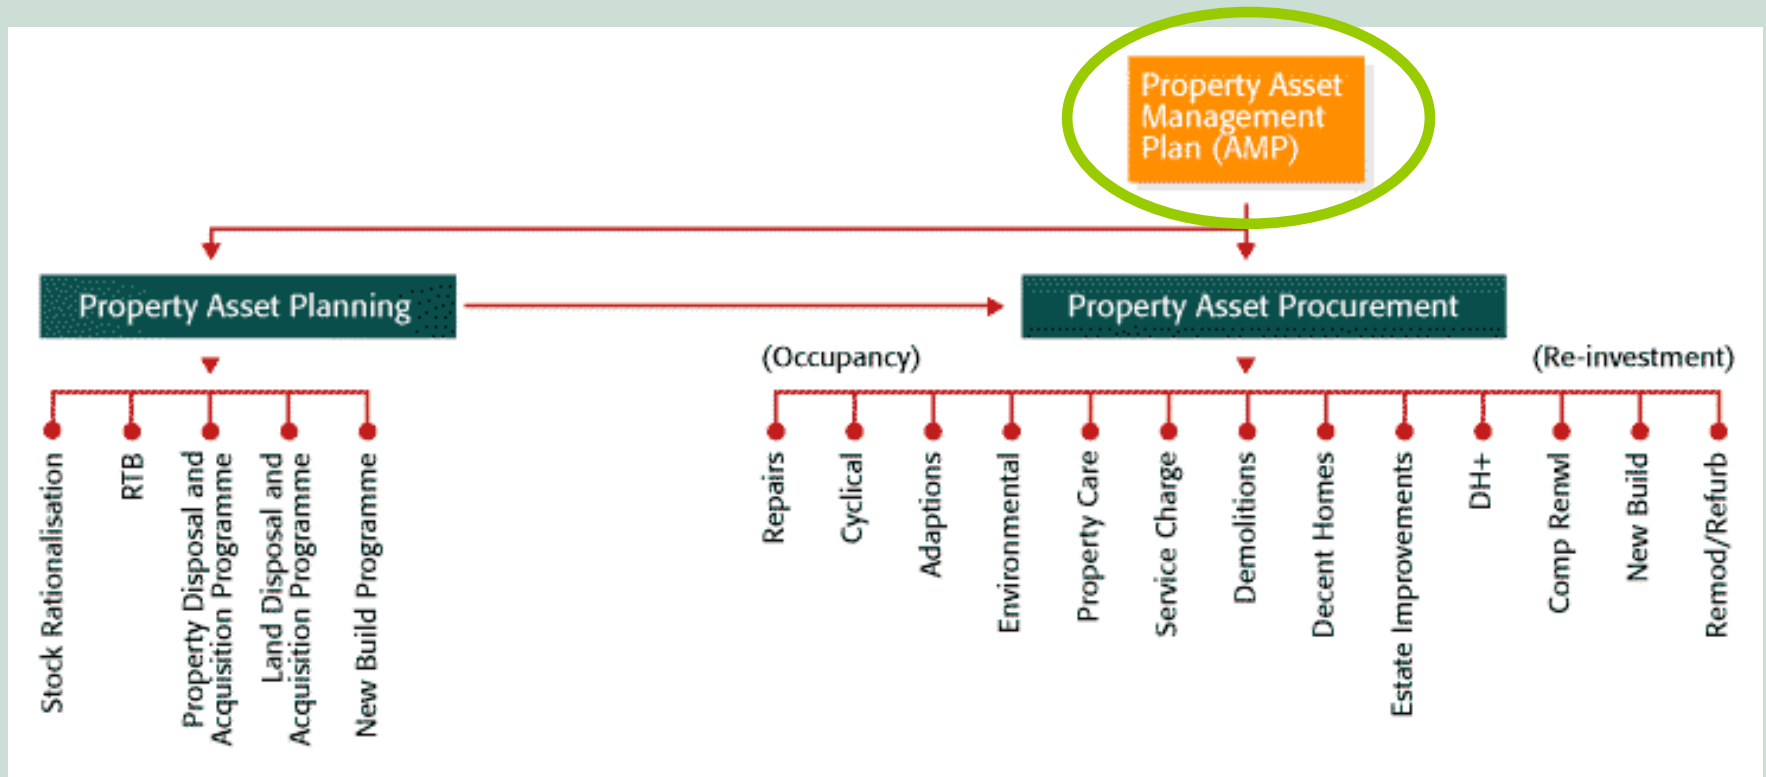 Property Asset
Management
Plan (AMP)
Property Asset Planning
Property Asset Procurement
(Occupancy)
(Re-investment)
Stock Rationalisation
RTB
Property Disposal and
Acquisition Programme
Land Disposal and
Acquisition Programme
New Build Programme
Repairs
Cyclical
Adaptions
Environmental
Property Care
Service Charge
Demolitions
Decent Homes
Estate Improvements
DH+
Comp Renwl
New Build
Remod/Refurb